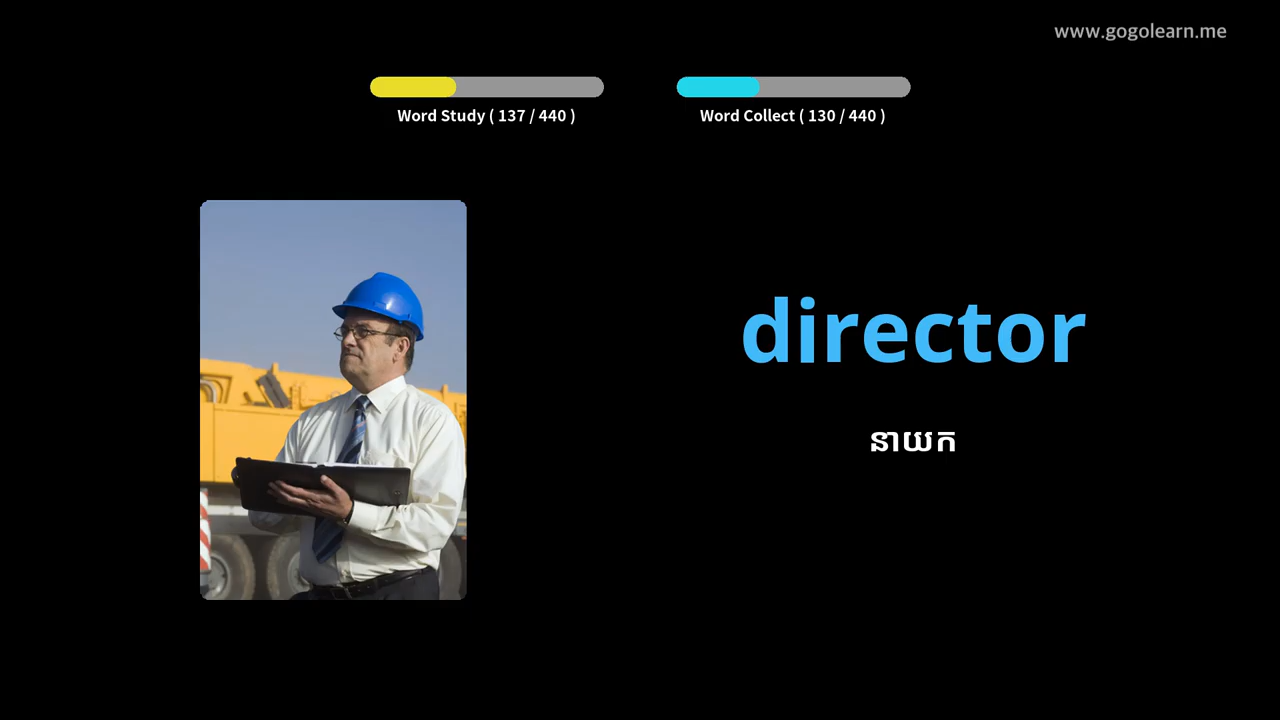 www.gogolearn.me
Word Study ( 137 / 440 )
Word Collect ( 130 / 440 )
director
នាយក